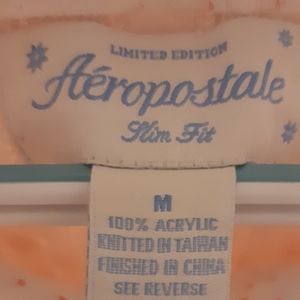 LIMITED EDITION
Aéropostale
Slim Fit
M
100% ACRYLIC
KNITTED IN TAIWAN
FINISHED IN CHINA
SEE REVERSE